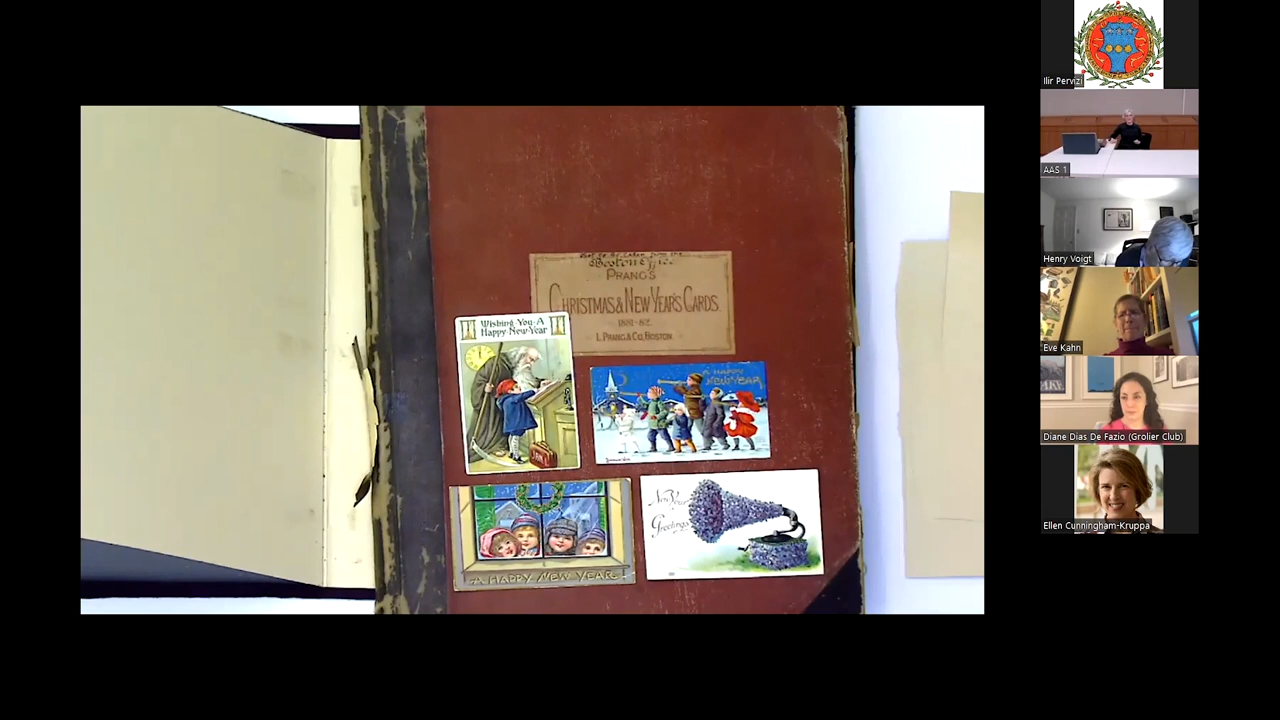 Boston Office
PRANG'S
CHRISTMAS & NEW YEAR'S CARDS.
1881-82.
L. PRANG & CO, BOSTON
Wishing You A
Happy New Year
A HAPPY
NEW YEAR
A HAPPY NEW YEAR
New Year
Greetings
Ilir Pervizi
AAS 1
Henry Voigt
Eve Kahn
Diane Dias De Fazio (Grolier Club)
Ellen Cunningham-Kruppa